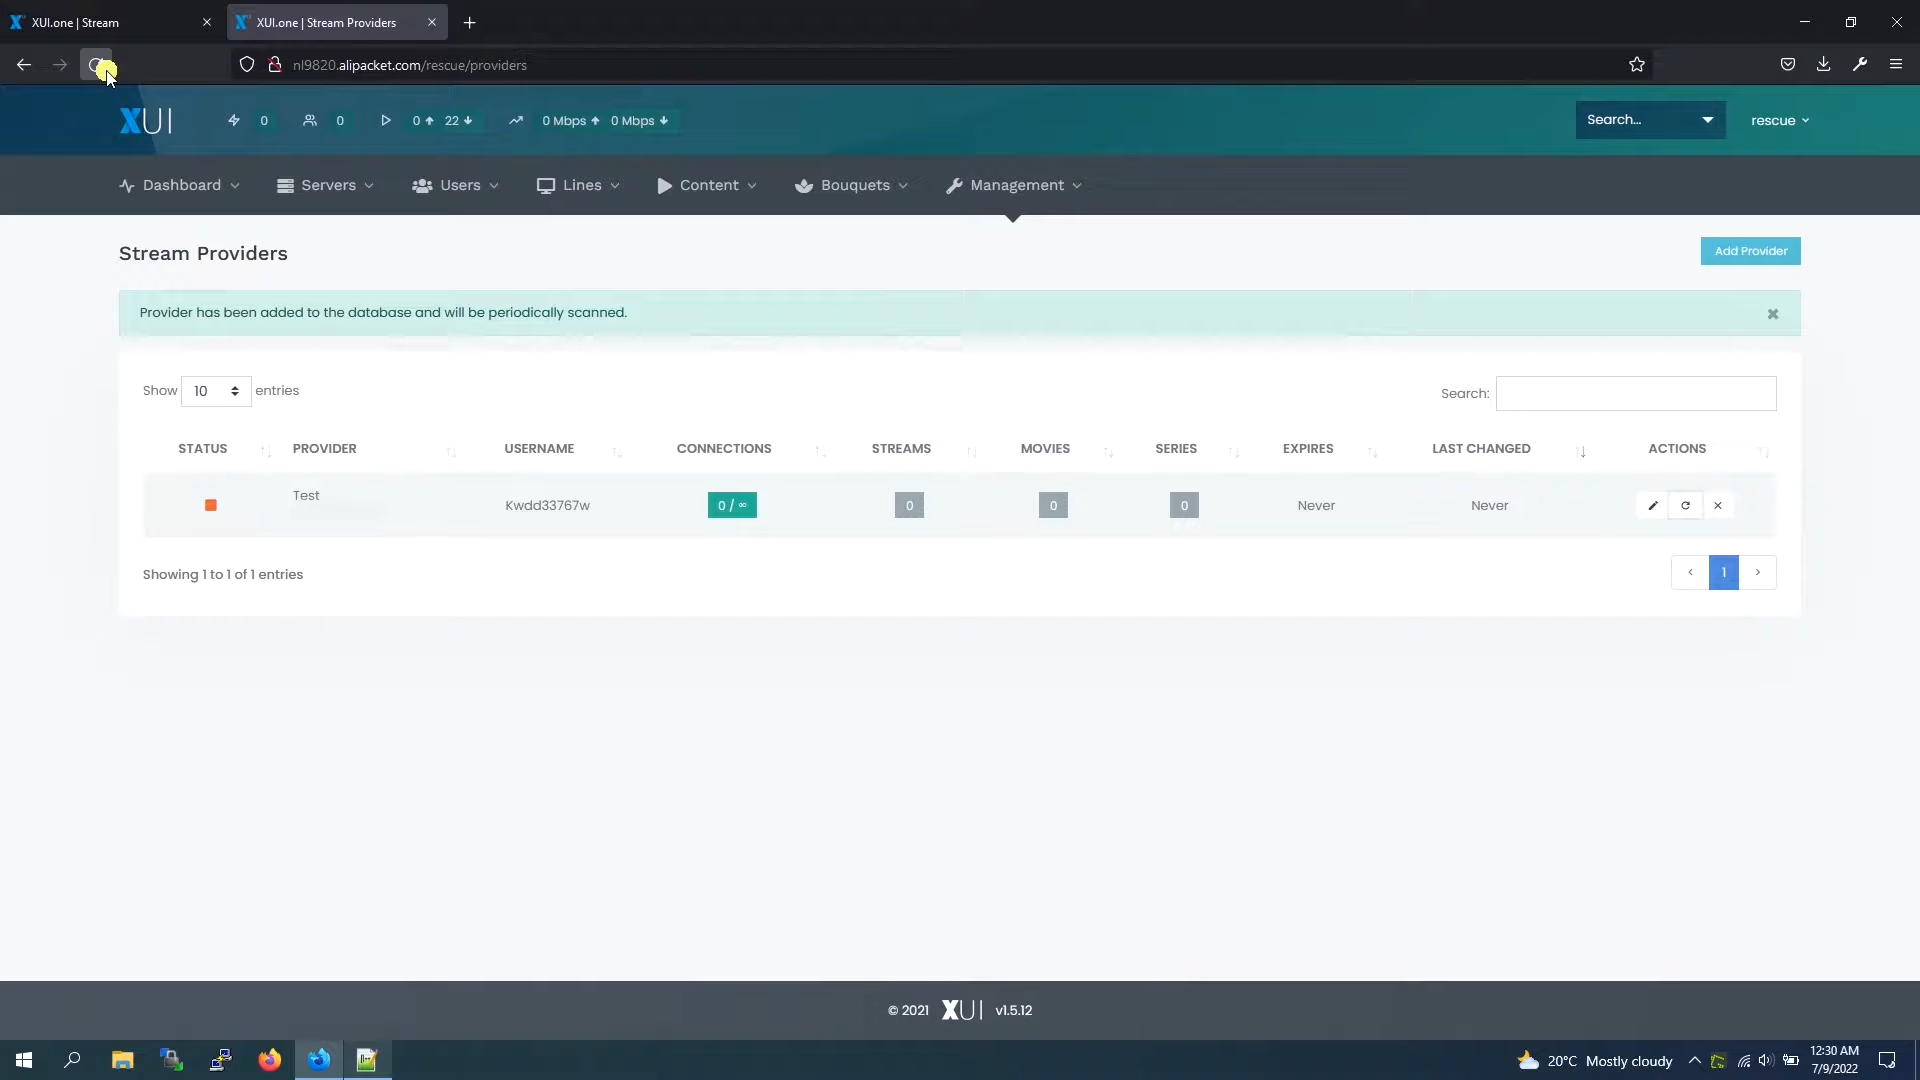 XUI.one | Stream
XUI.one | Stream Providers
nl9820.alipacket.com/rescue/providers
XUI 0 0 0 22 0 Mbps 0 Mbps Search... rescue
Dashboard Servers Users Lines Content Bouquets Management
Stream Providers Add Provider
Provider has been added to the database and will be periodically scanned.
Show 10 entries Search:
STATUS PROVIDER USERNAME CONNECTIONS STREAMS MOVIES SERIES EXPIRES LAST CHANGED ACTIONS
Test Kwdd33767w 0 / ∞ 0 0 0 Never Never
Showing 1 to 1 of 1 entries ‹ 1 ›
© 2021 XUI v1.5.12
20°C Mostly cloudy 12:30 AM
7/9/2022